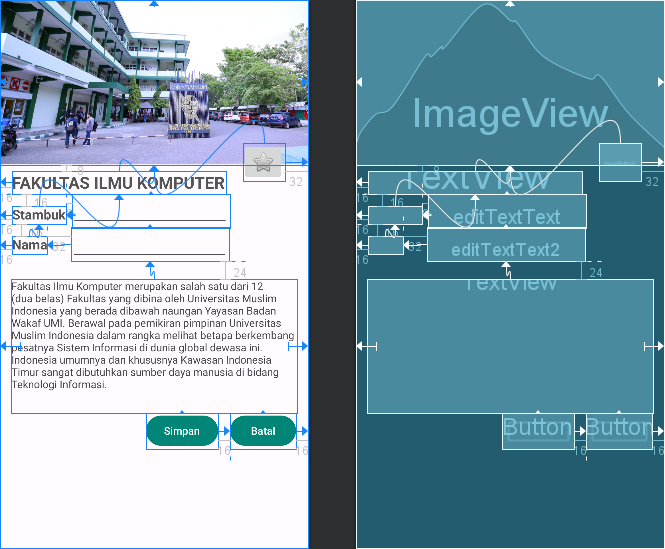 FAKULTAS ILMU KOMPUTER
32
8
16
16
Stambuk
16
Nama
32
16
24
Fakultas Ilmu Komputer merupakan salah satu dari 12
(dua belas) Fakultas yang dibina oleh Universitas Muslim
Indonesia yang berada dibawah naungan Yayasan Badan
Wakaf UMI. Berawal pada pemikiran pimpinan Universitas
Muslim Indonesia dalam rangka melihat betapa berkembang
pesatnya Sistem Informasi di dunia global dewasa ini.
Indonesia umumnya dan khususnya Kawasan Indonesia
Timur sangat dibutuhkan sumber daya manusia di bidang
Teknologi Informasi.
Simpan
Batal
16
16
ImageView
32
8
TextView
16
16
editTextText
16
editTextText2
32
16
24
TextView
Button
Button
16
16